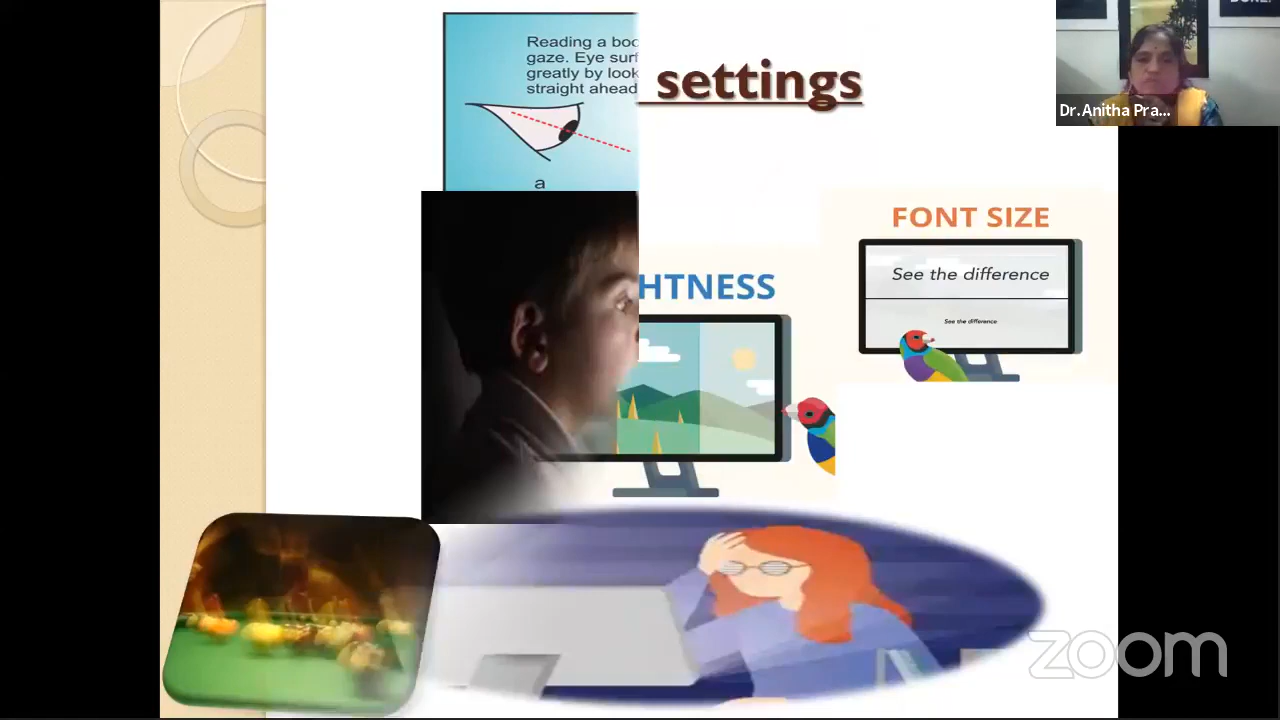 Reading a boo
gaze. Eye surf
greatly by look
straight ahead
settings
a
Dr.Anitha Pra...
FONT SIZE
See the difference
See the difference
HTNESS
zoom